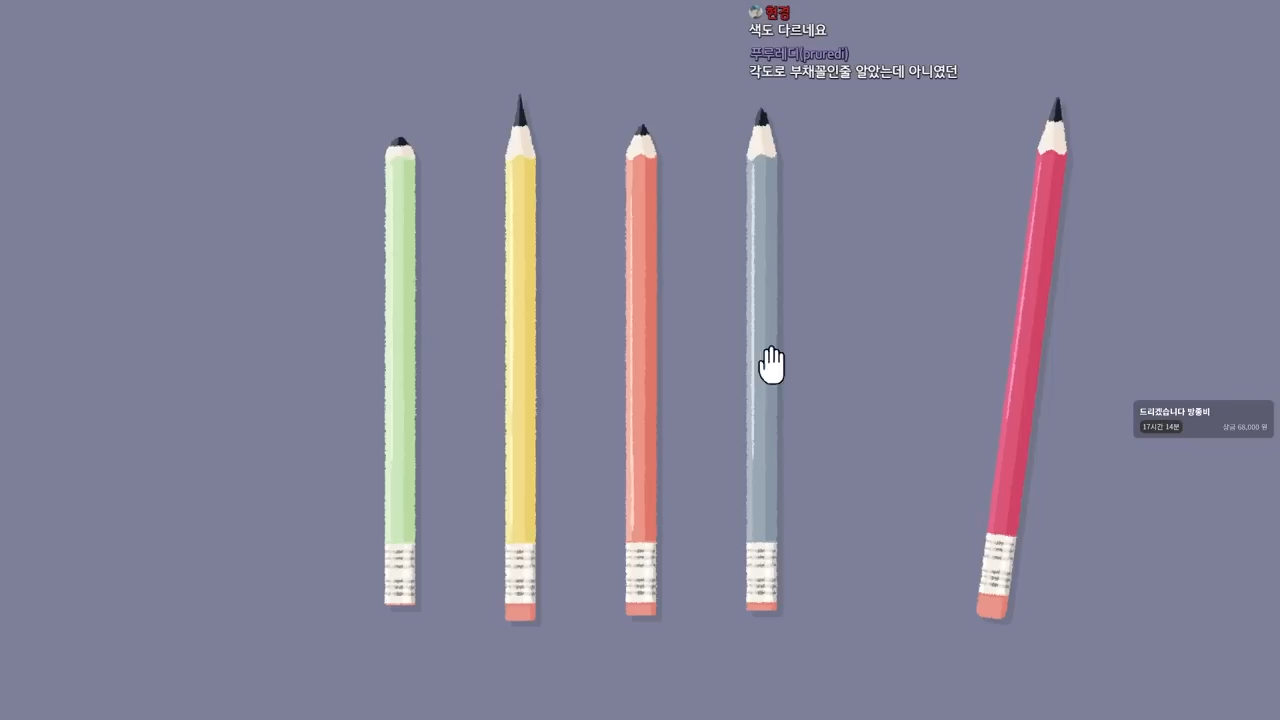 현경
색도 다르네요
푸루레디(pruredi)
각도로 부채꼴인줄 알았는데 아니였던
드리겠습니다 방종비
17시간 14분
상금 68,000 원